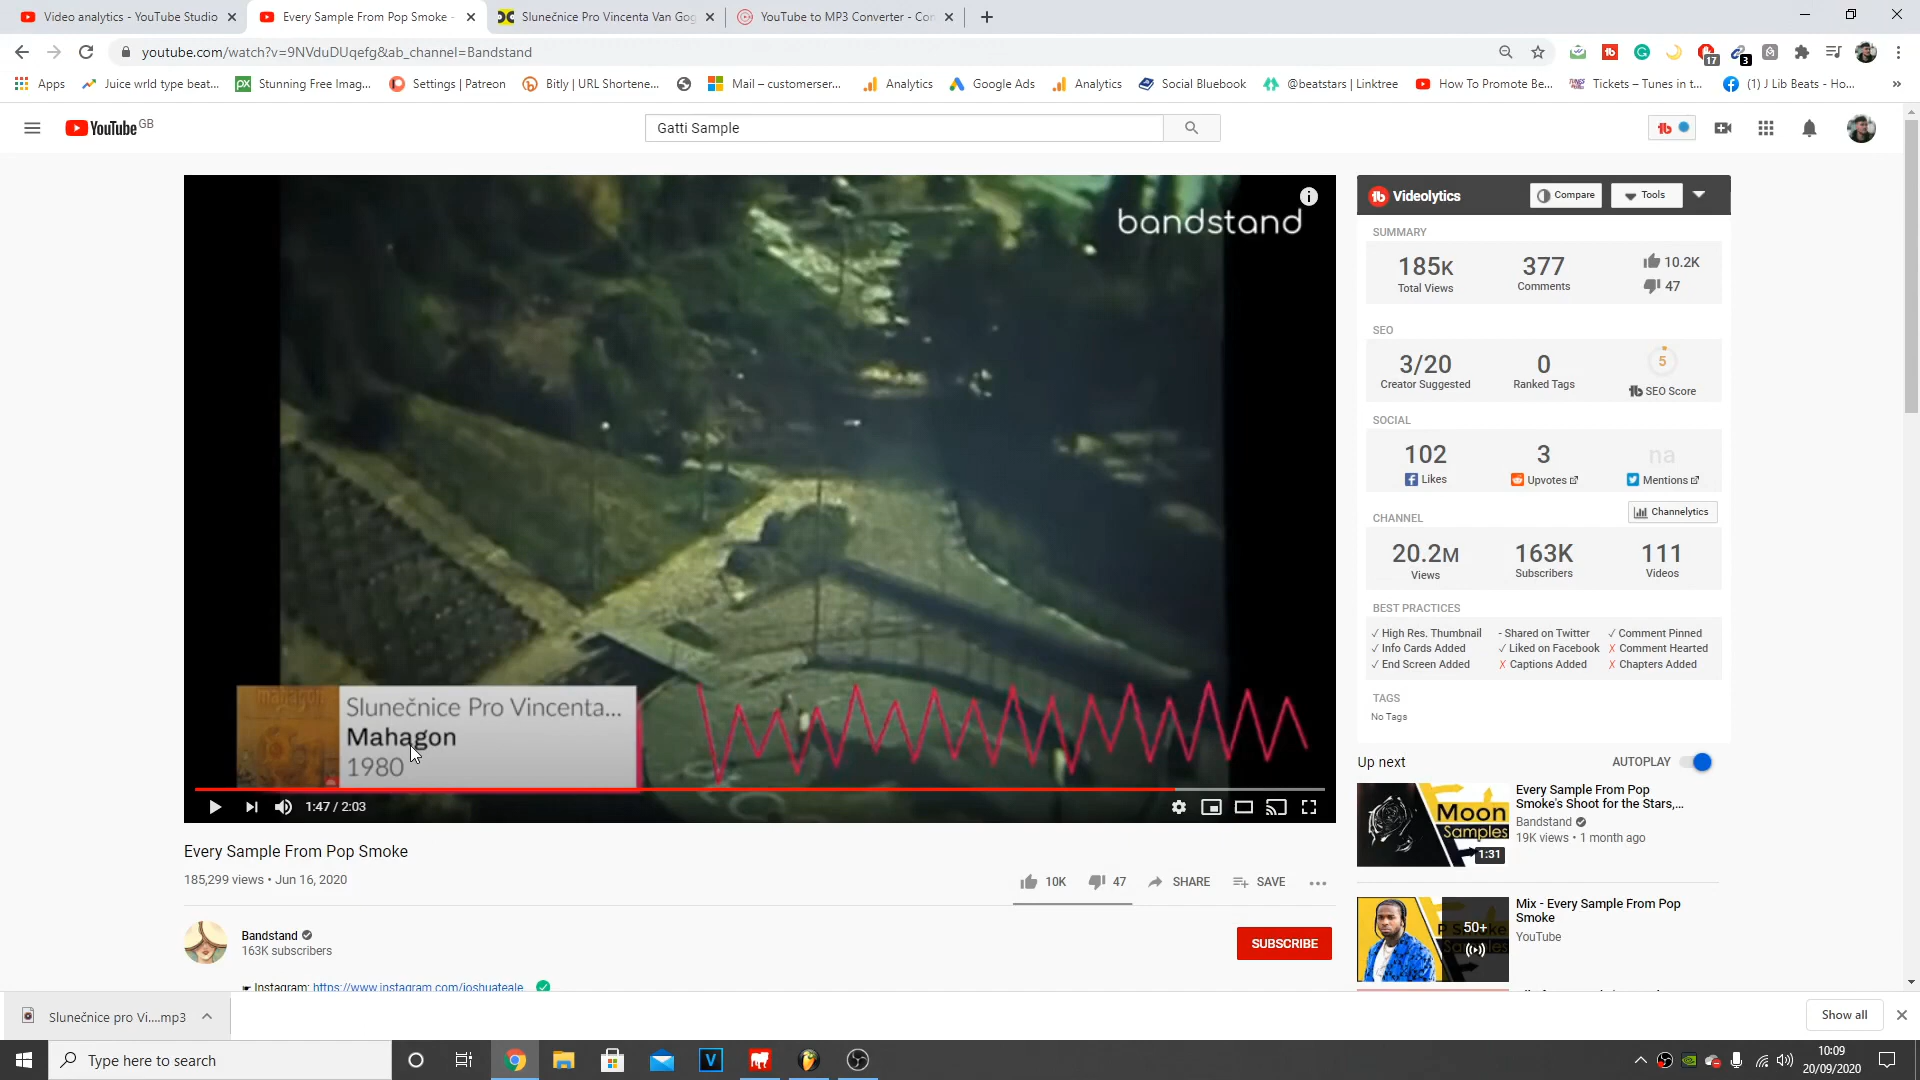 Video analytics - YouTube Studio
Every Sample From Pop Smoke -
Slunečnice Pro Vincenta Van Gog
YouTube to MP3 Converter - Con
youtube.com/watch?v=9NVduDUqefg&ab_channel=Bandstand
17
3
Apps
Juice wrld type beat...
Stunning Free Imag...
Settings | Patreon
Bitly | URL Shortene...
Mail – customerser...
Analytics
Google Ads
Analytics
Social Bluebook
@beatstars | Linktree
How To Promote Be...
Tickets – Tunes in t...
(1) J Lib Beats - Ho...
YouTube GB
Gatti Sample
bandstand
Slunečnice Pro Vincenta...
Mahagon
1980
1:47 / 2:03
Every Sample From Pop Smoke
185,299 views • Jun 16, 2020
10K
47
SHARE
SAVE
Bandstand
163K subscribers
SUBSCRIBE
Instagram: https://www.instagram.com/joshuateale
Videolytics
Compare
Tools
SUMMARY
185K
Total Views
377
Comments
10.2K
47
SEO
3/20
Creator Suggested
0
Ranked Tags
5
SEO Score
SOCIAL
102
Likes
3
Upvotes
na
Mentions
CHANNEL
Channelytics
20.2M
Views
163K
Subscribers
111
Videos
BEST PRACTICES
✓ High Res. Thumbnail
- Shared on Twitter
✓ Comment Pinned
✓ Info Cards Added
✓ Liked on Facebook
✗ Comment Hearted
✓ End Screen Added
✗ Captions Added
✗ Chapters Added
TAGS
No Tags
Up next
AUTOPLAY
Moon
Samples
1:31
Every Sample From Pop
Smoke's Shoot for the Stars,...
Bandstand
19K views • 1 month ago
50+
Mix - Every Sample From Pop
Smoke
YouTube
Slunečnice pro Vi....mp3
Show all
Type here to search
10:09
20/09/2020